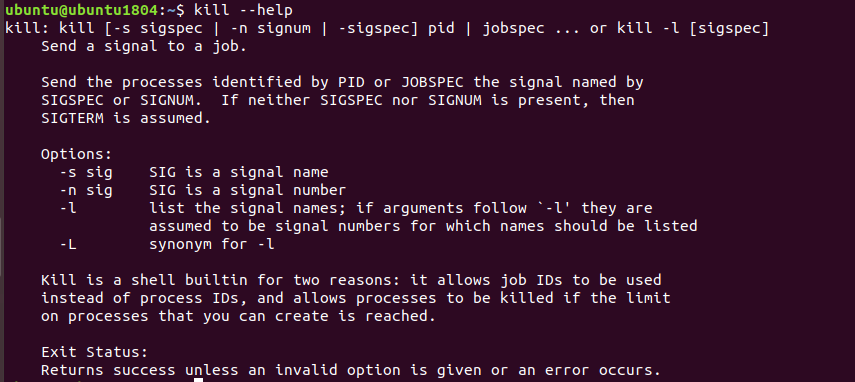 ubuntu@ubuntu1804:~$ kill --help
kill: kill [-s sigspec | -n signum | -sigspec] pid | jobspec ... or kill -l [sigspec]
    Send a signal to a job.

    Send the processes identified by PID or JOBSPEC the signal named by
    SIGSPEC or SIGNUM.  If neither SIGSPEC nor SIGNUM is present, then
    SIGTERM is assumed.

    Options:
      -s sig    SIG is a signal name
      -n sig    SIG is a signal number
      -l        list the signal names; if arguments follow `-l' they are
                assumed to be signal numbers for which names should be listed
      -L        synonym for -l

    Kill is a shell builtin for two reasons: it allows job IDs to be used
    instead of process IDs, and allows processes to be killed if the limit
    on processes that you can create is reached.

    Exit Status:
    Returns success unless an invalid option is given or an error occurs.